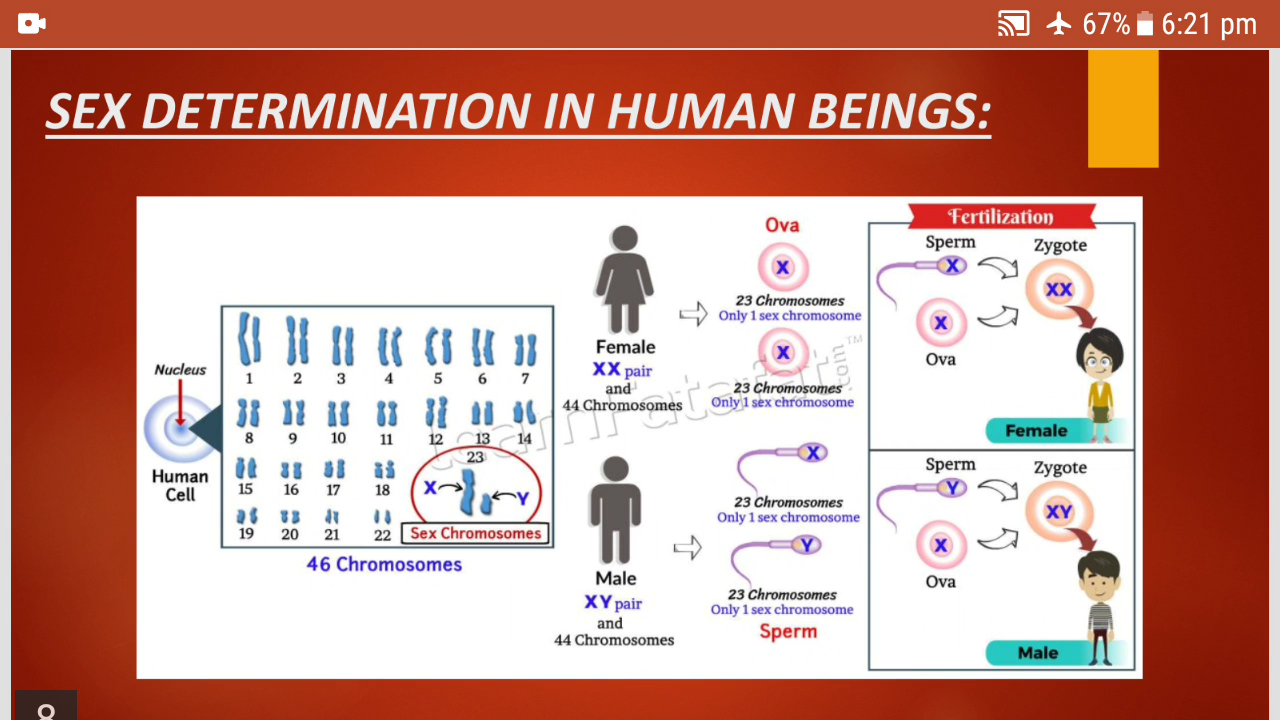 67% 6:21 pm
SEX DETERMINATION IN HUMAN BEINGS:
Nucleus
Human
Cell
1 2 3 4 5 6 7
8 9 10 11 12 13 14
15 16 17 18 23
X Y
19 20 21 22 Sex Chromosomes
46 Chromosomes
Female
XX pair
and
44 Chromosomes
Male
XY pair
and
44 Chromosomes
Ova
X
23 Chromosomes
Only 1 sex chromosome
X
23 Chromosomes
Only 1 sex chromosome
X
23 Chromosomes
Only 1 sex chromosome
Y
23 Chromosomes
Only 1 sex chromosome
Sperm
Fertilization
Sperm Zygote
X
XX
X
Ova
Female
Sperm Zygote
Y
XY
X
Ova
Male
learnfatafat.com™
8